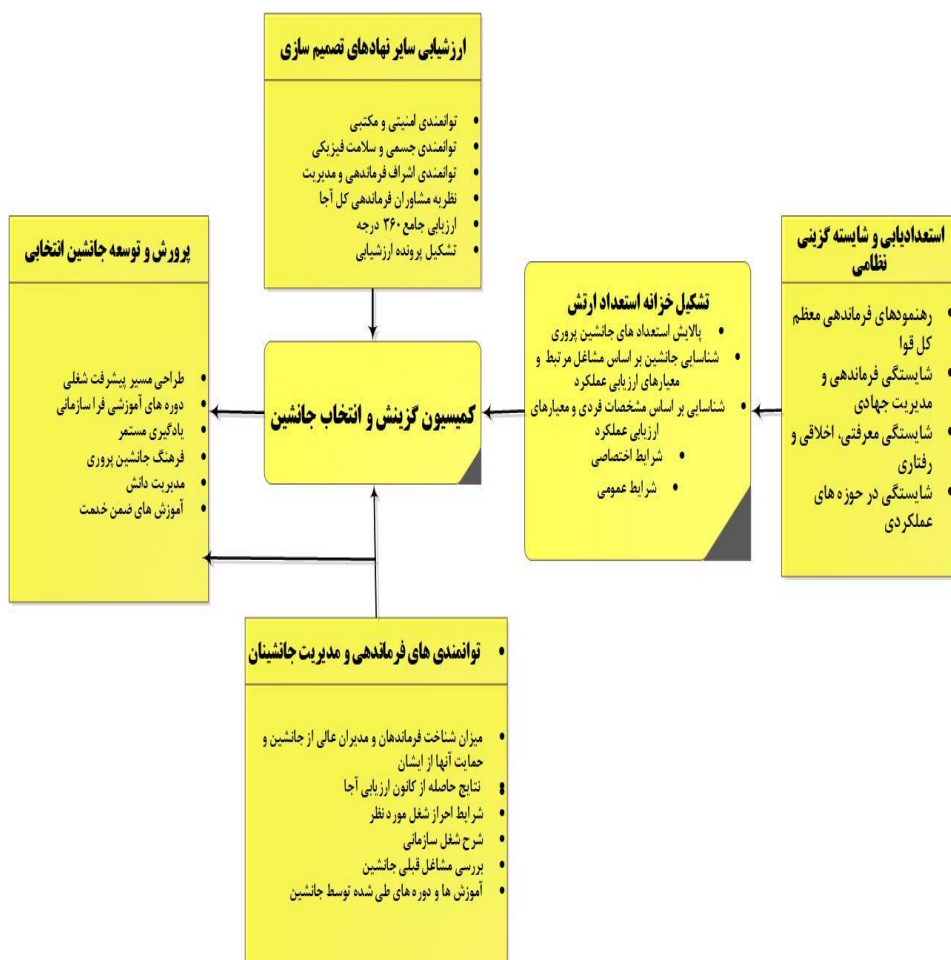 ارزشیابی سایر نهادهای تصمیم سازی
• توانمندی امنیتی و مکتبی
• توانمندی جسمی و سلامت فیزیکی
• توانمندی اشراف فرماندهی و مدیریت
• نظریه مشاوران فرماندهی کل آجا
• ارزیابی جامع ۳۶۰ درجه
• تشکیل پرونده ارزشیابی
استعدادیابی و شایسته گزینی
نظامی
• رهنمودهای فرماندهی معظم
کل قوا
• شایستگی فرماندهی و
مدیریت جهادی
• شایستگی معرفتی، اخلاقی و
رفتاری
• شایستگی در حوزه های
عملکردی
تشکیل خزانه استعداد ارتش
• پالایش استعداد های جانشین پروری
• شناسایی جانشین بر اساس مشاغل مرتبط و
معیارهای ارزیابی عملکرد
• شناسایی بر اساس مشخصات فردی و معیارهای
ارزیابی عملکرد
• شرایط اختصاصی
• شرایط عمومی
کمیسیون گزینش و انتخاب جانشین
پرورش و توسعه جانشین انتخابی
• طراحی مسیر پیشرفت شغلی
• دوره های آموزشی فرا سازمانی
• یادگیری مستمر
• فرهنگ جانشین پروری
• مدیریت دانش
• آموزش های ضمن خدمت
• توانمندی های فرماندهی و مدیریت جانشینان
• میزان شناخت فرماندهان و مدیران عالی از جانشین و
حمایت آنها از ایشان
• نتایج حاصله از کانون ارزیابی آجا
• شرایط احراز شغل مورد نظر
• شرح شغل سازمانی
• بررسی مشاغل قبلی جانشین
• آموزش ها و دوره های طی شده توسط جانشین